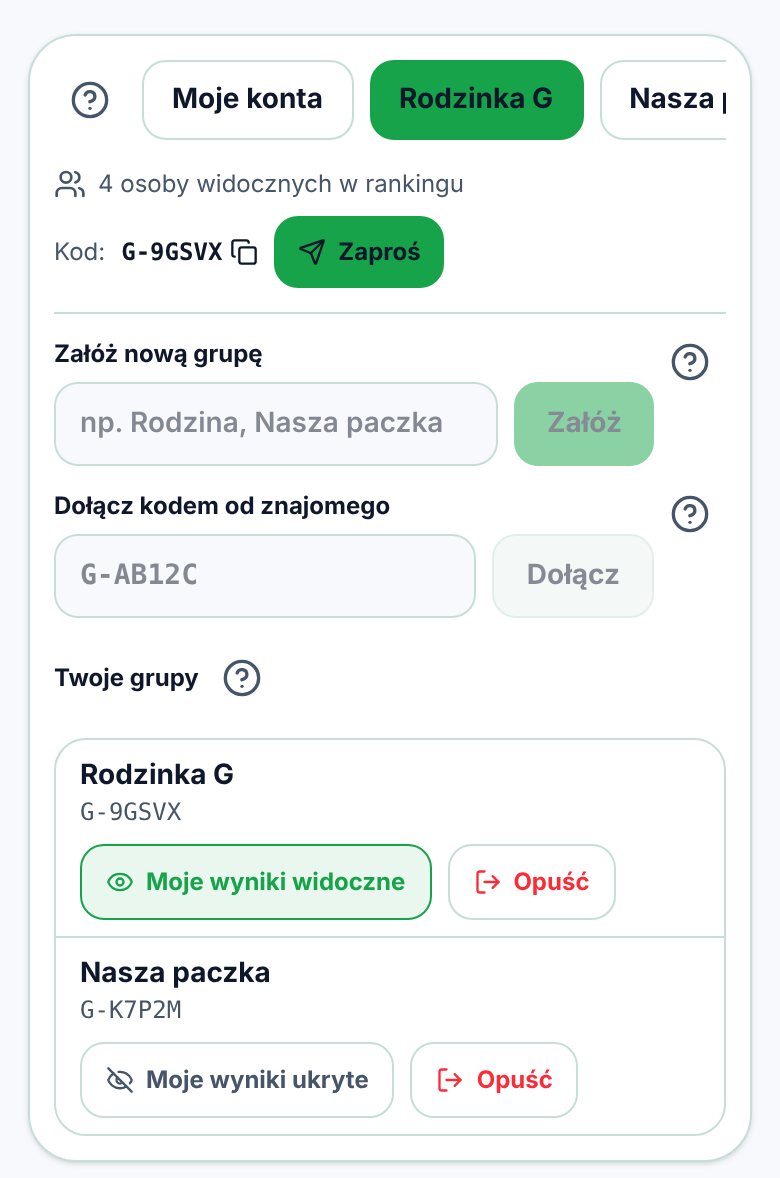 Moje konta Rodzinka G Nasza
4 osoby widocznych w rankingu
Kod: G-9GSVX Zaproś
Załóż nową grupę
np. Rodzina, Nasza paczka Załóż
Dołącz kodem od znajomego
G-AB12C Dołącz
Twoje grupy
Rodzinka G
G-9GSVX
Moje wyniki widoczne Opuść
Nasza paczka
G-K7P2M
Moje wyniki ukryte Opuść